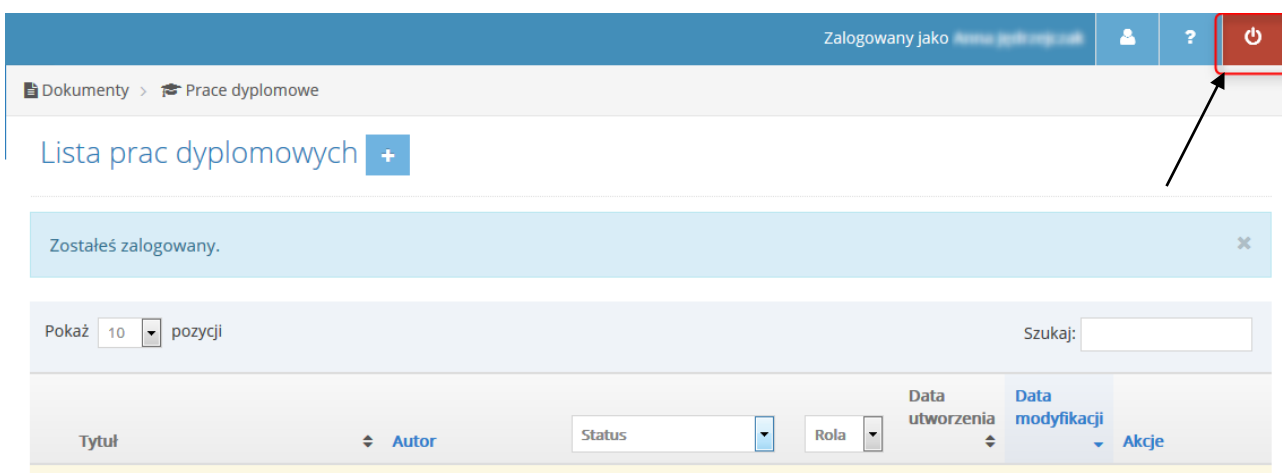 Zalogowany jako
?
Dokumenty > Prace dyplomowe
Lista prac dyplomowych +
Zostałeś zalogowany.
Pokaż 10 pozycji
Szukaj:
Tytuł
Autor
Status
Rola
Data utworzenia
Data modyfikacji
Akcje